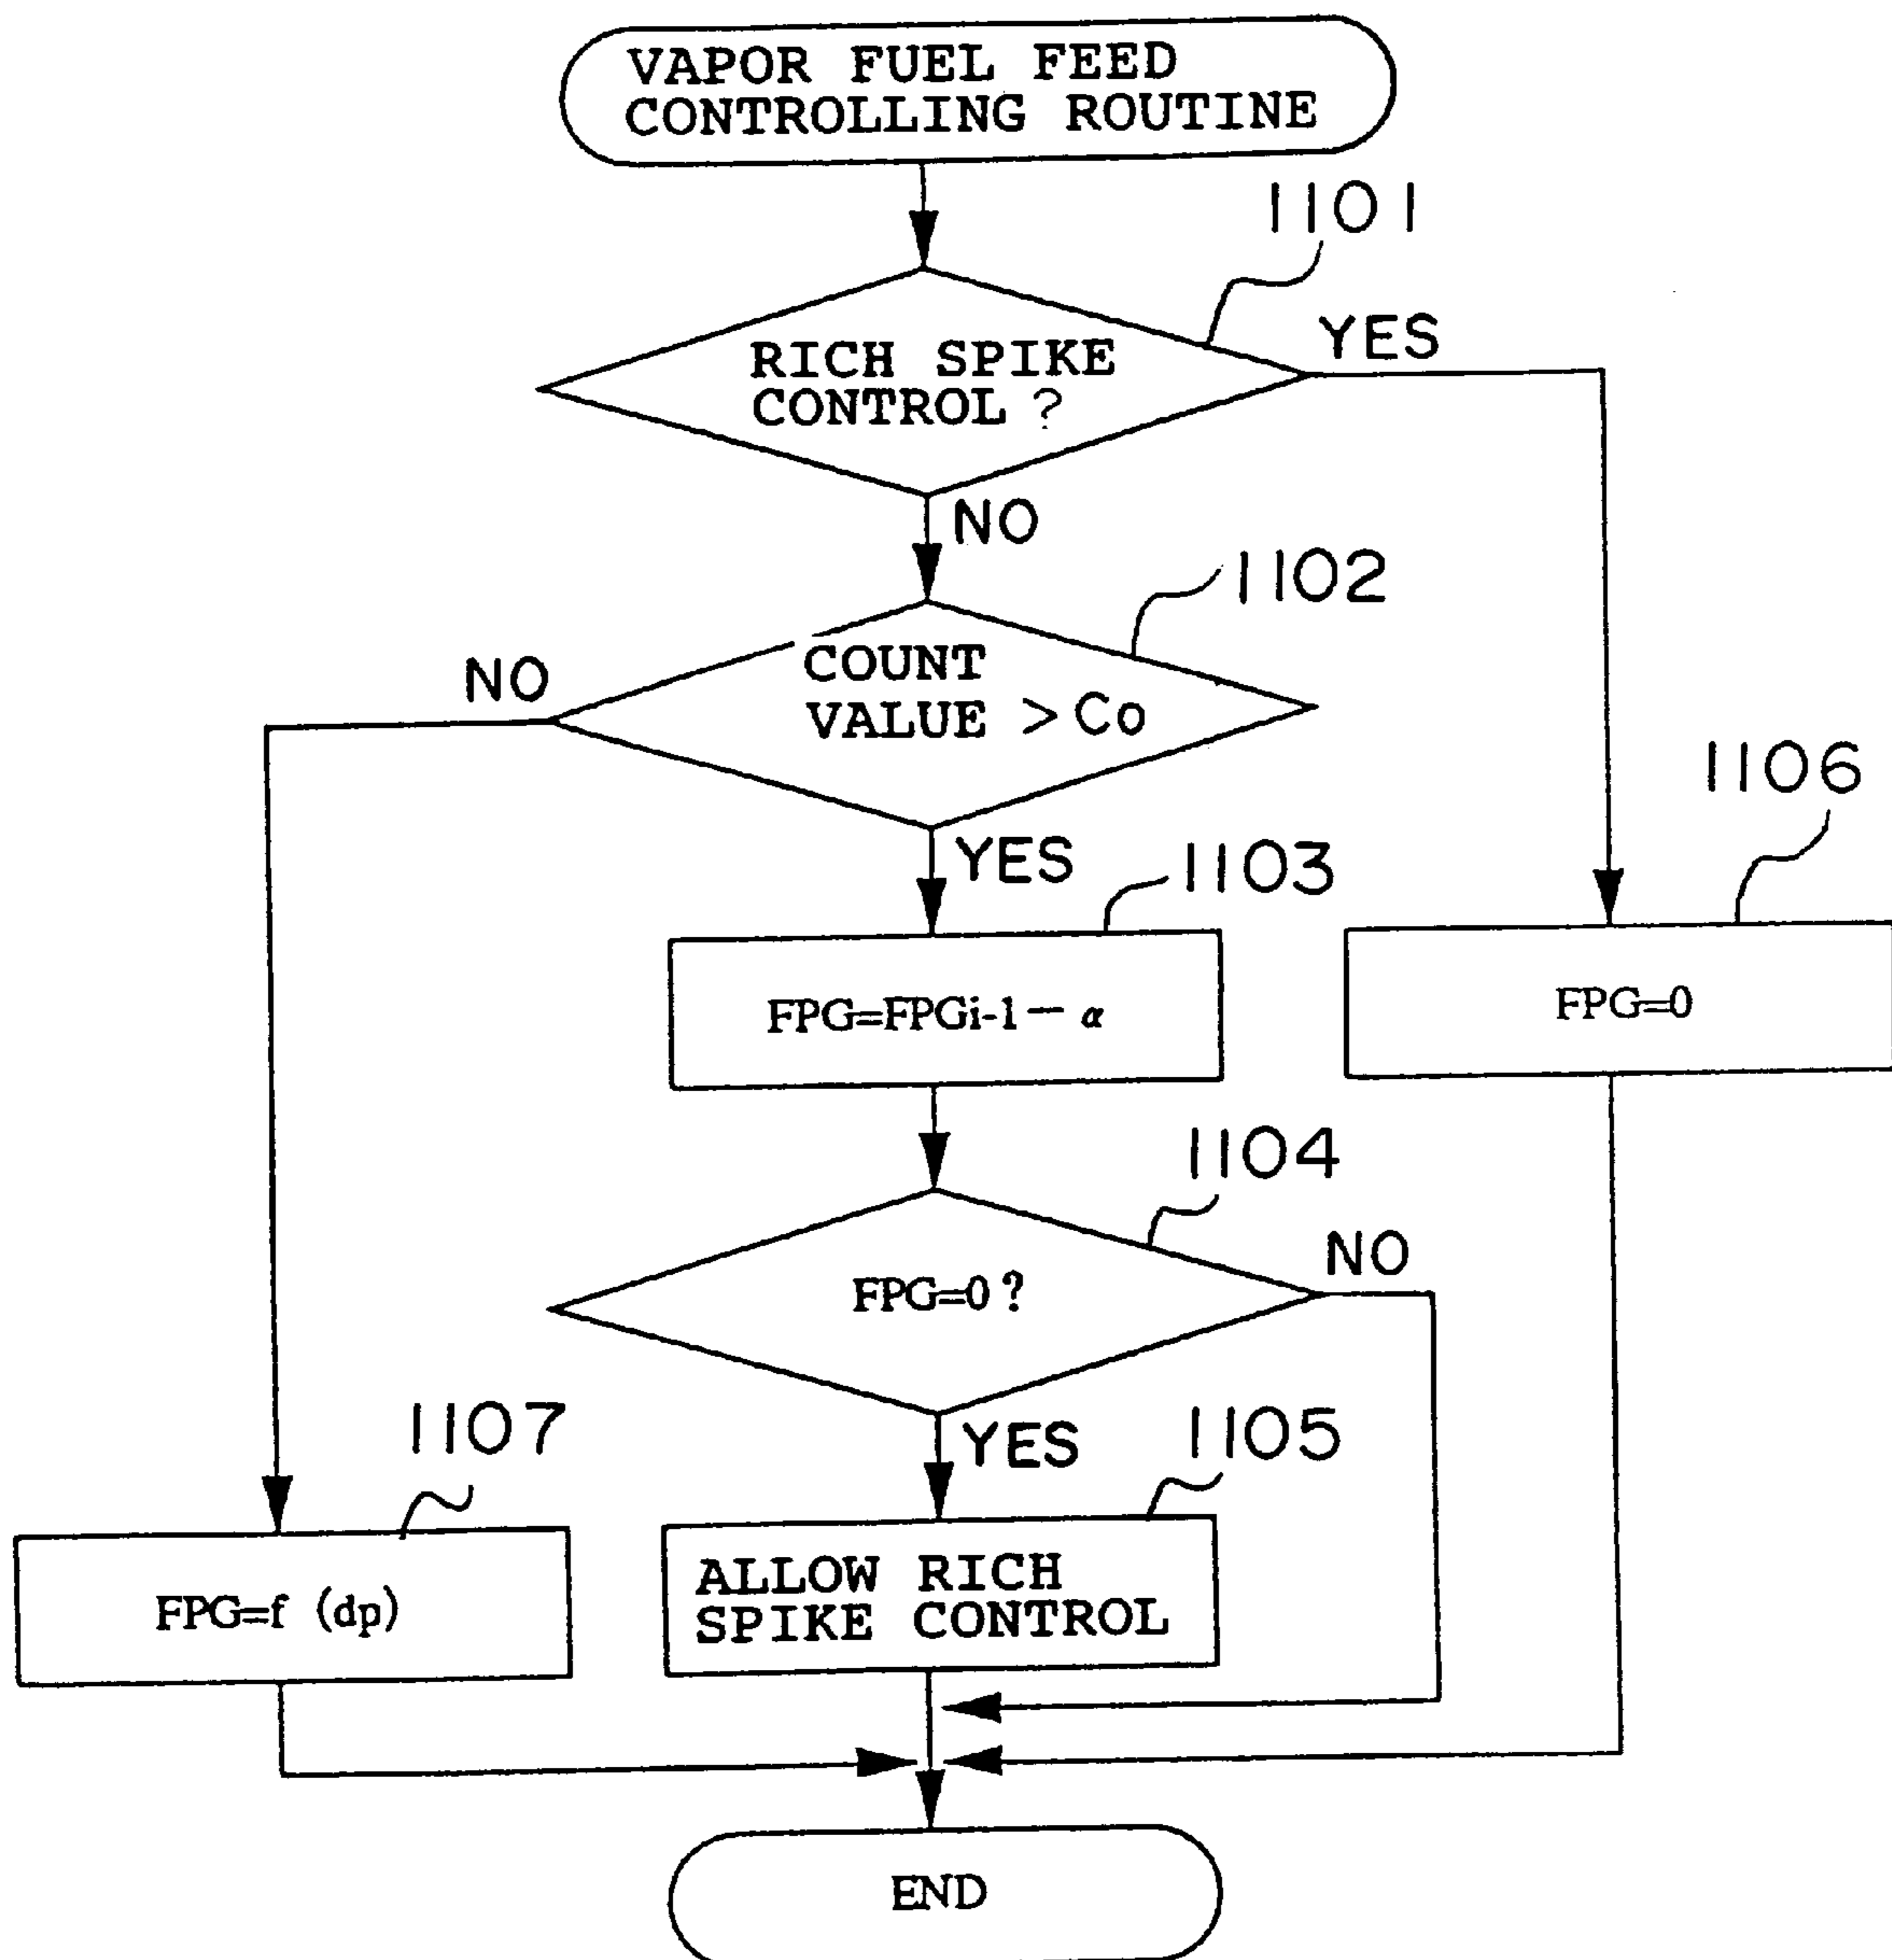 VAPOR FUEL FEED
CONTROLLING ROUTINE
1101
YES
RICH SPIKE
CONTROL ?
NO
1102
NO
COUNT
VALUE > Co
1106
YES
1103
FPG=FPGi-1 — α
FPG=0
1104
NO
FPG=0 ?
1107
YES
1105
FPG=f (dp)
ALLOW RICH
SPIKE CONTROL
END